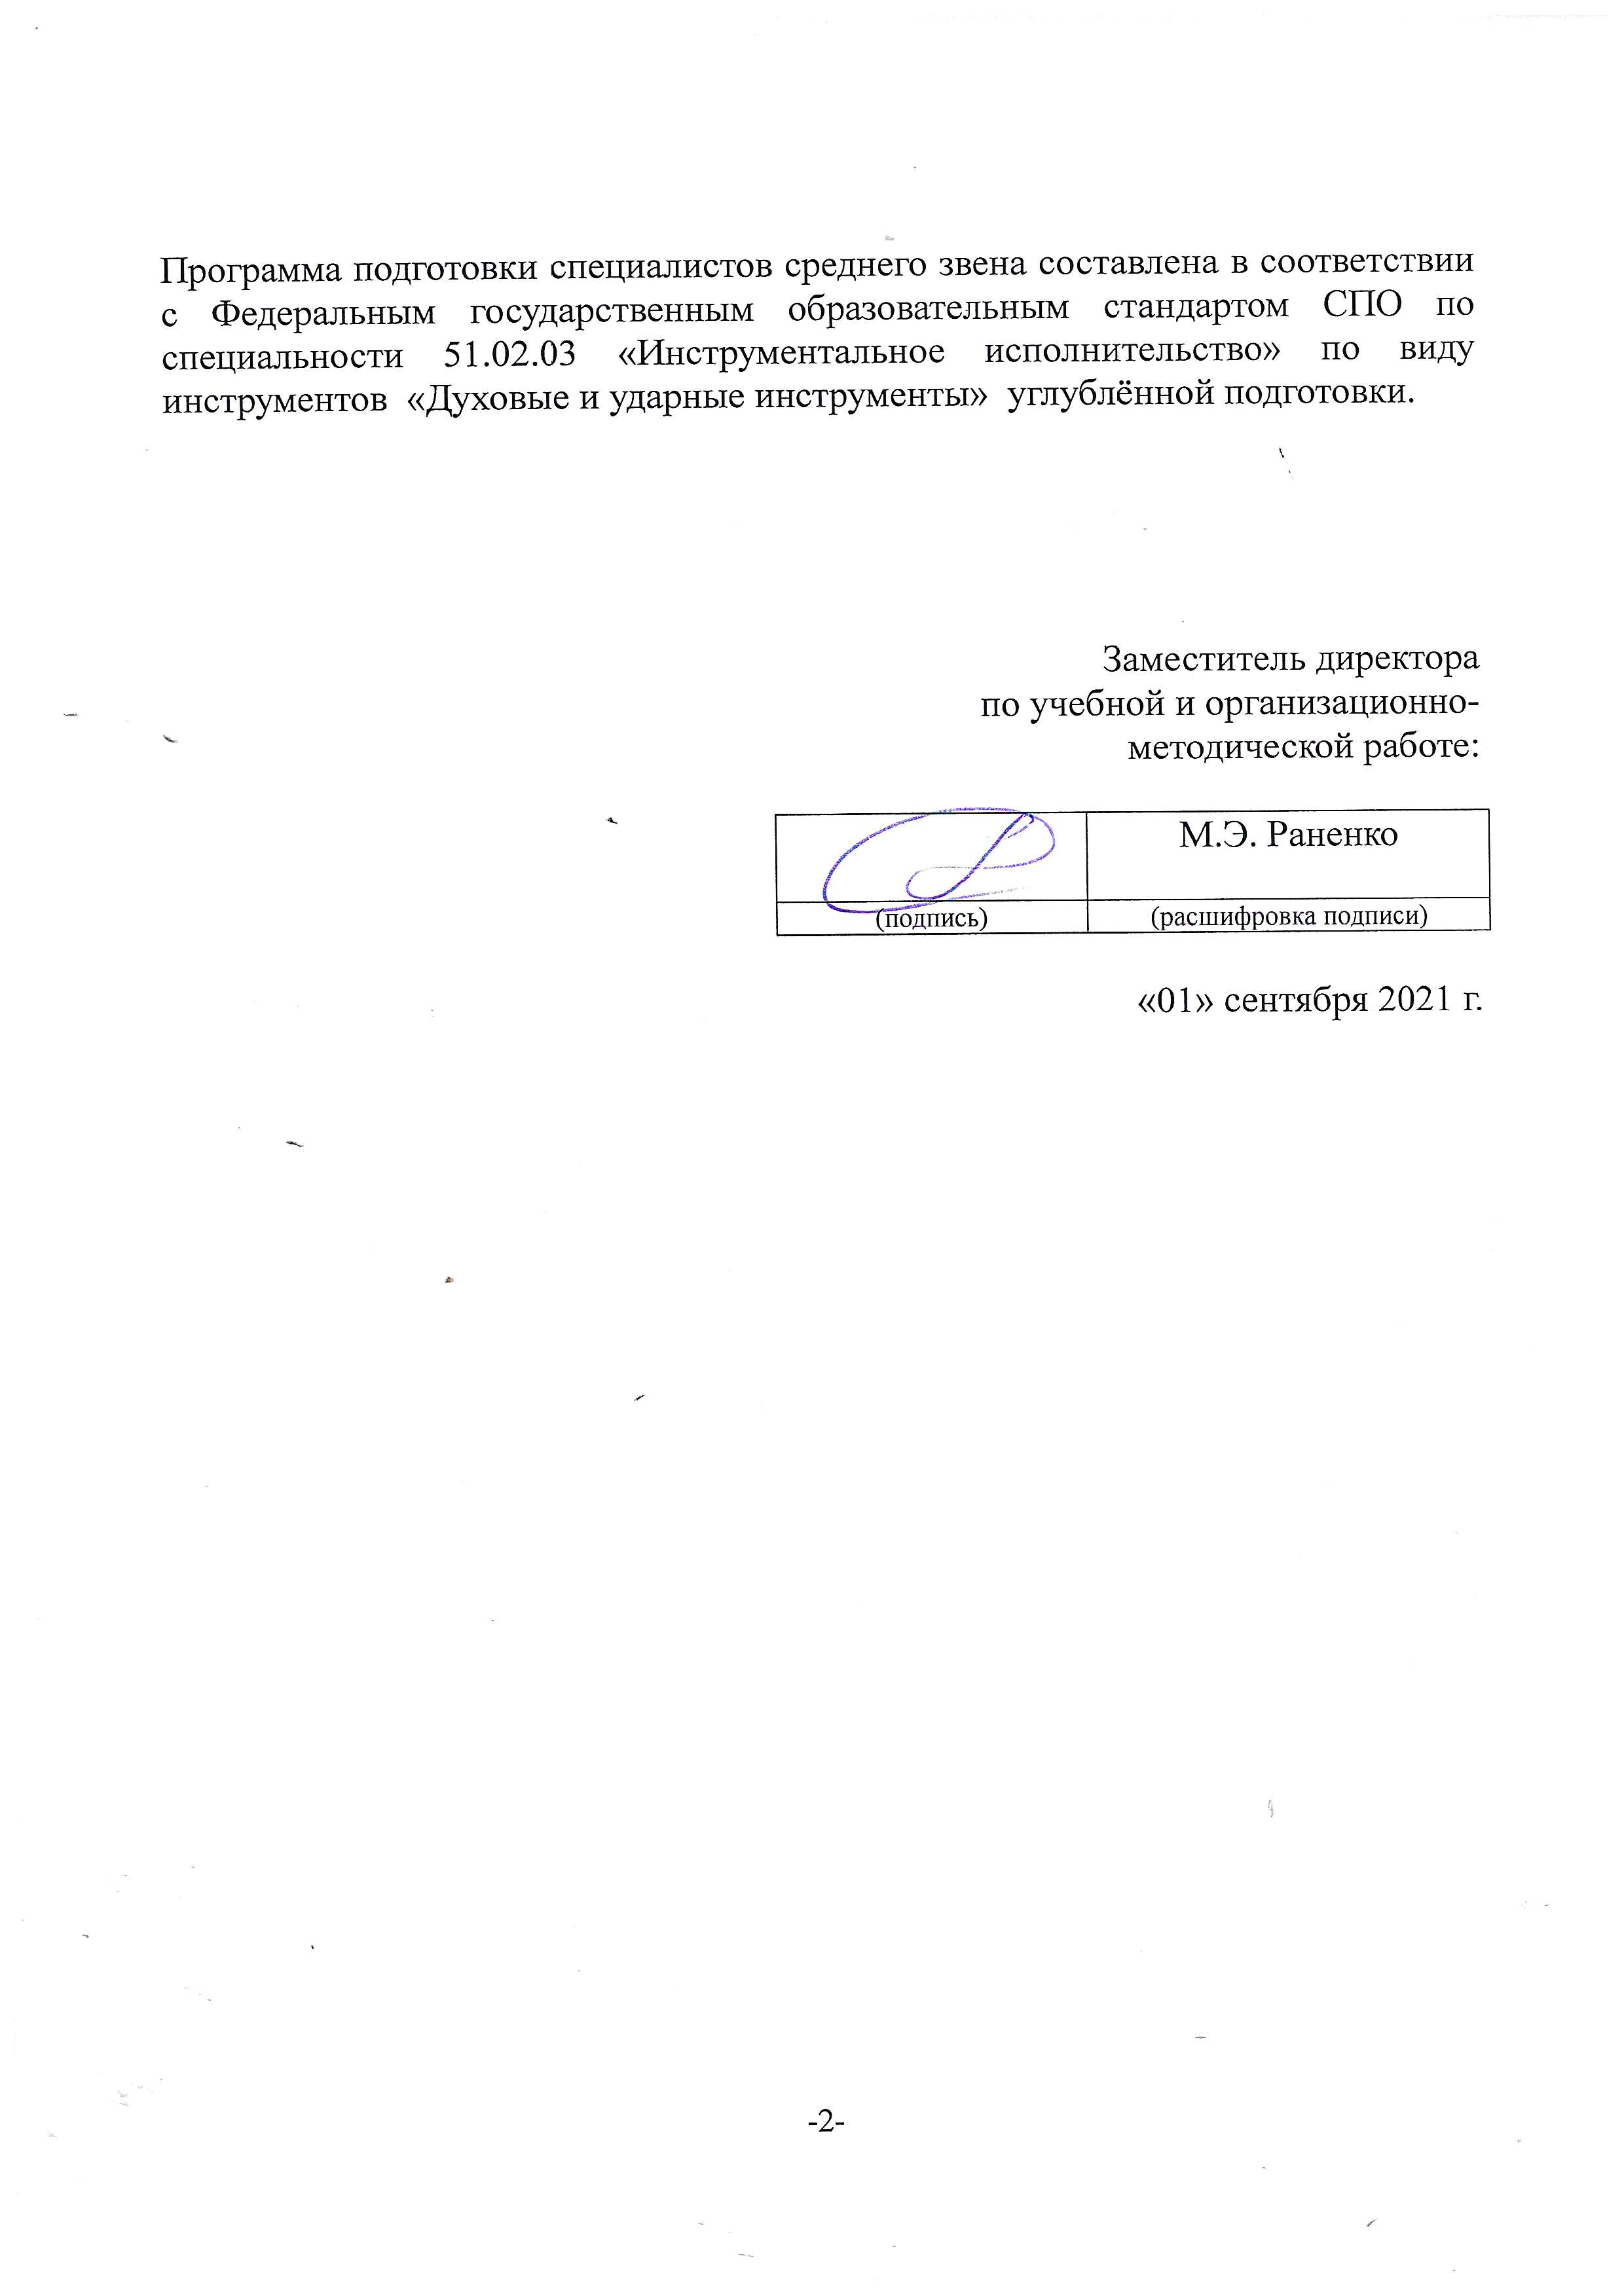 Программа подготовки специалистов среднего звена составлена в соответствии
с Федеральным государственным образовательным стандартом СПО по
специальности 51.02.03 «Инструментальное исполнительство» по виду
инструментов «Духовые и ударные инструменты» углублённой подготовки.
Заместитель директора
по учебной и организационно-
методической работе:
М.Э. Раненко
(подпись) (расшифровка подписи)
«01» сентября 2021 г.
-2-